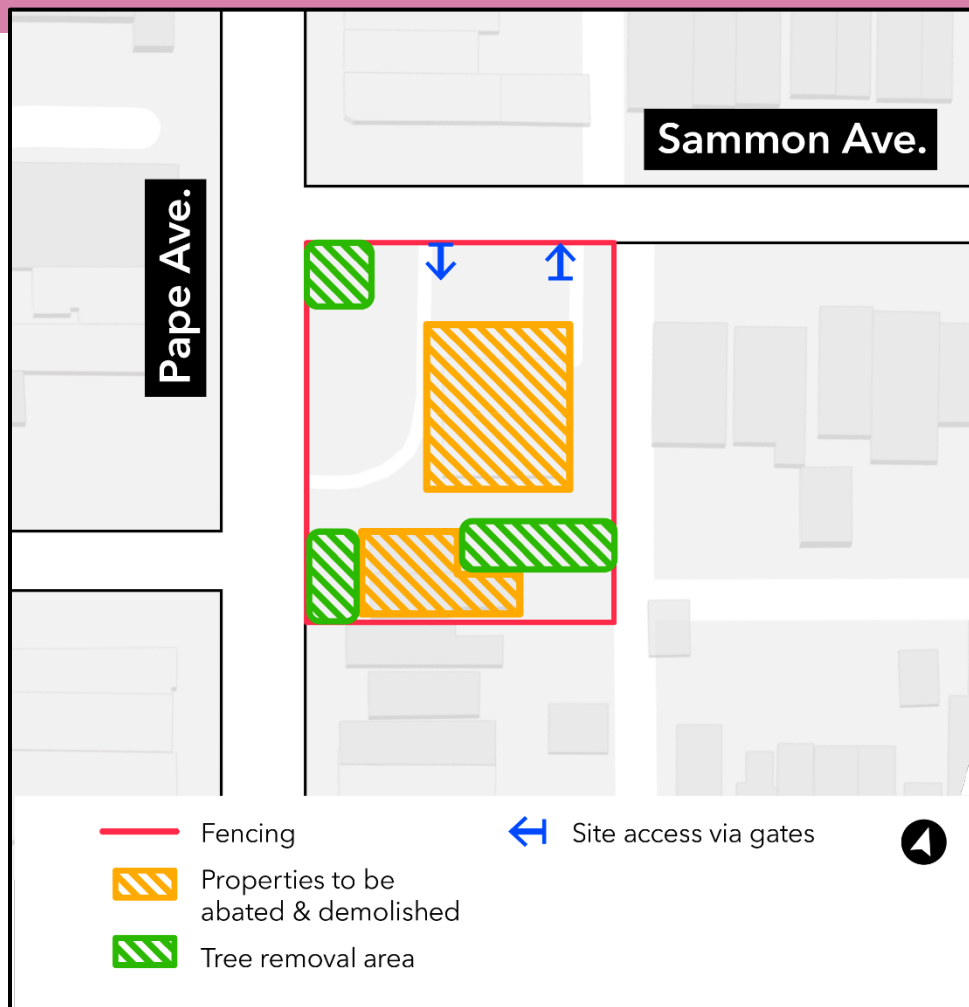 Sammon Ave.
Pape Ave.
Fencing
Site access via gates
Properties to be
abated & demolished
Tree removal area